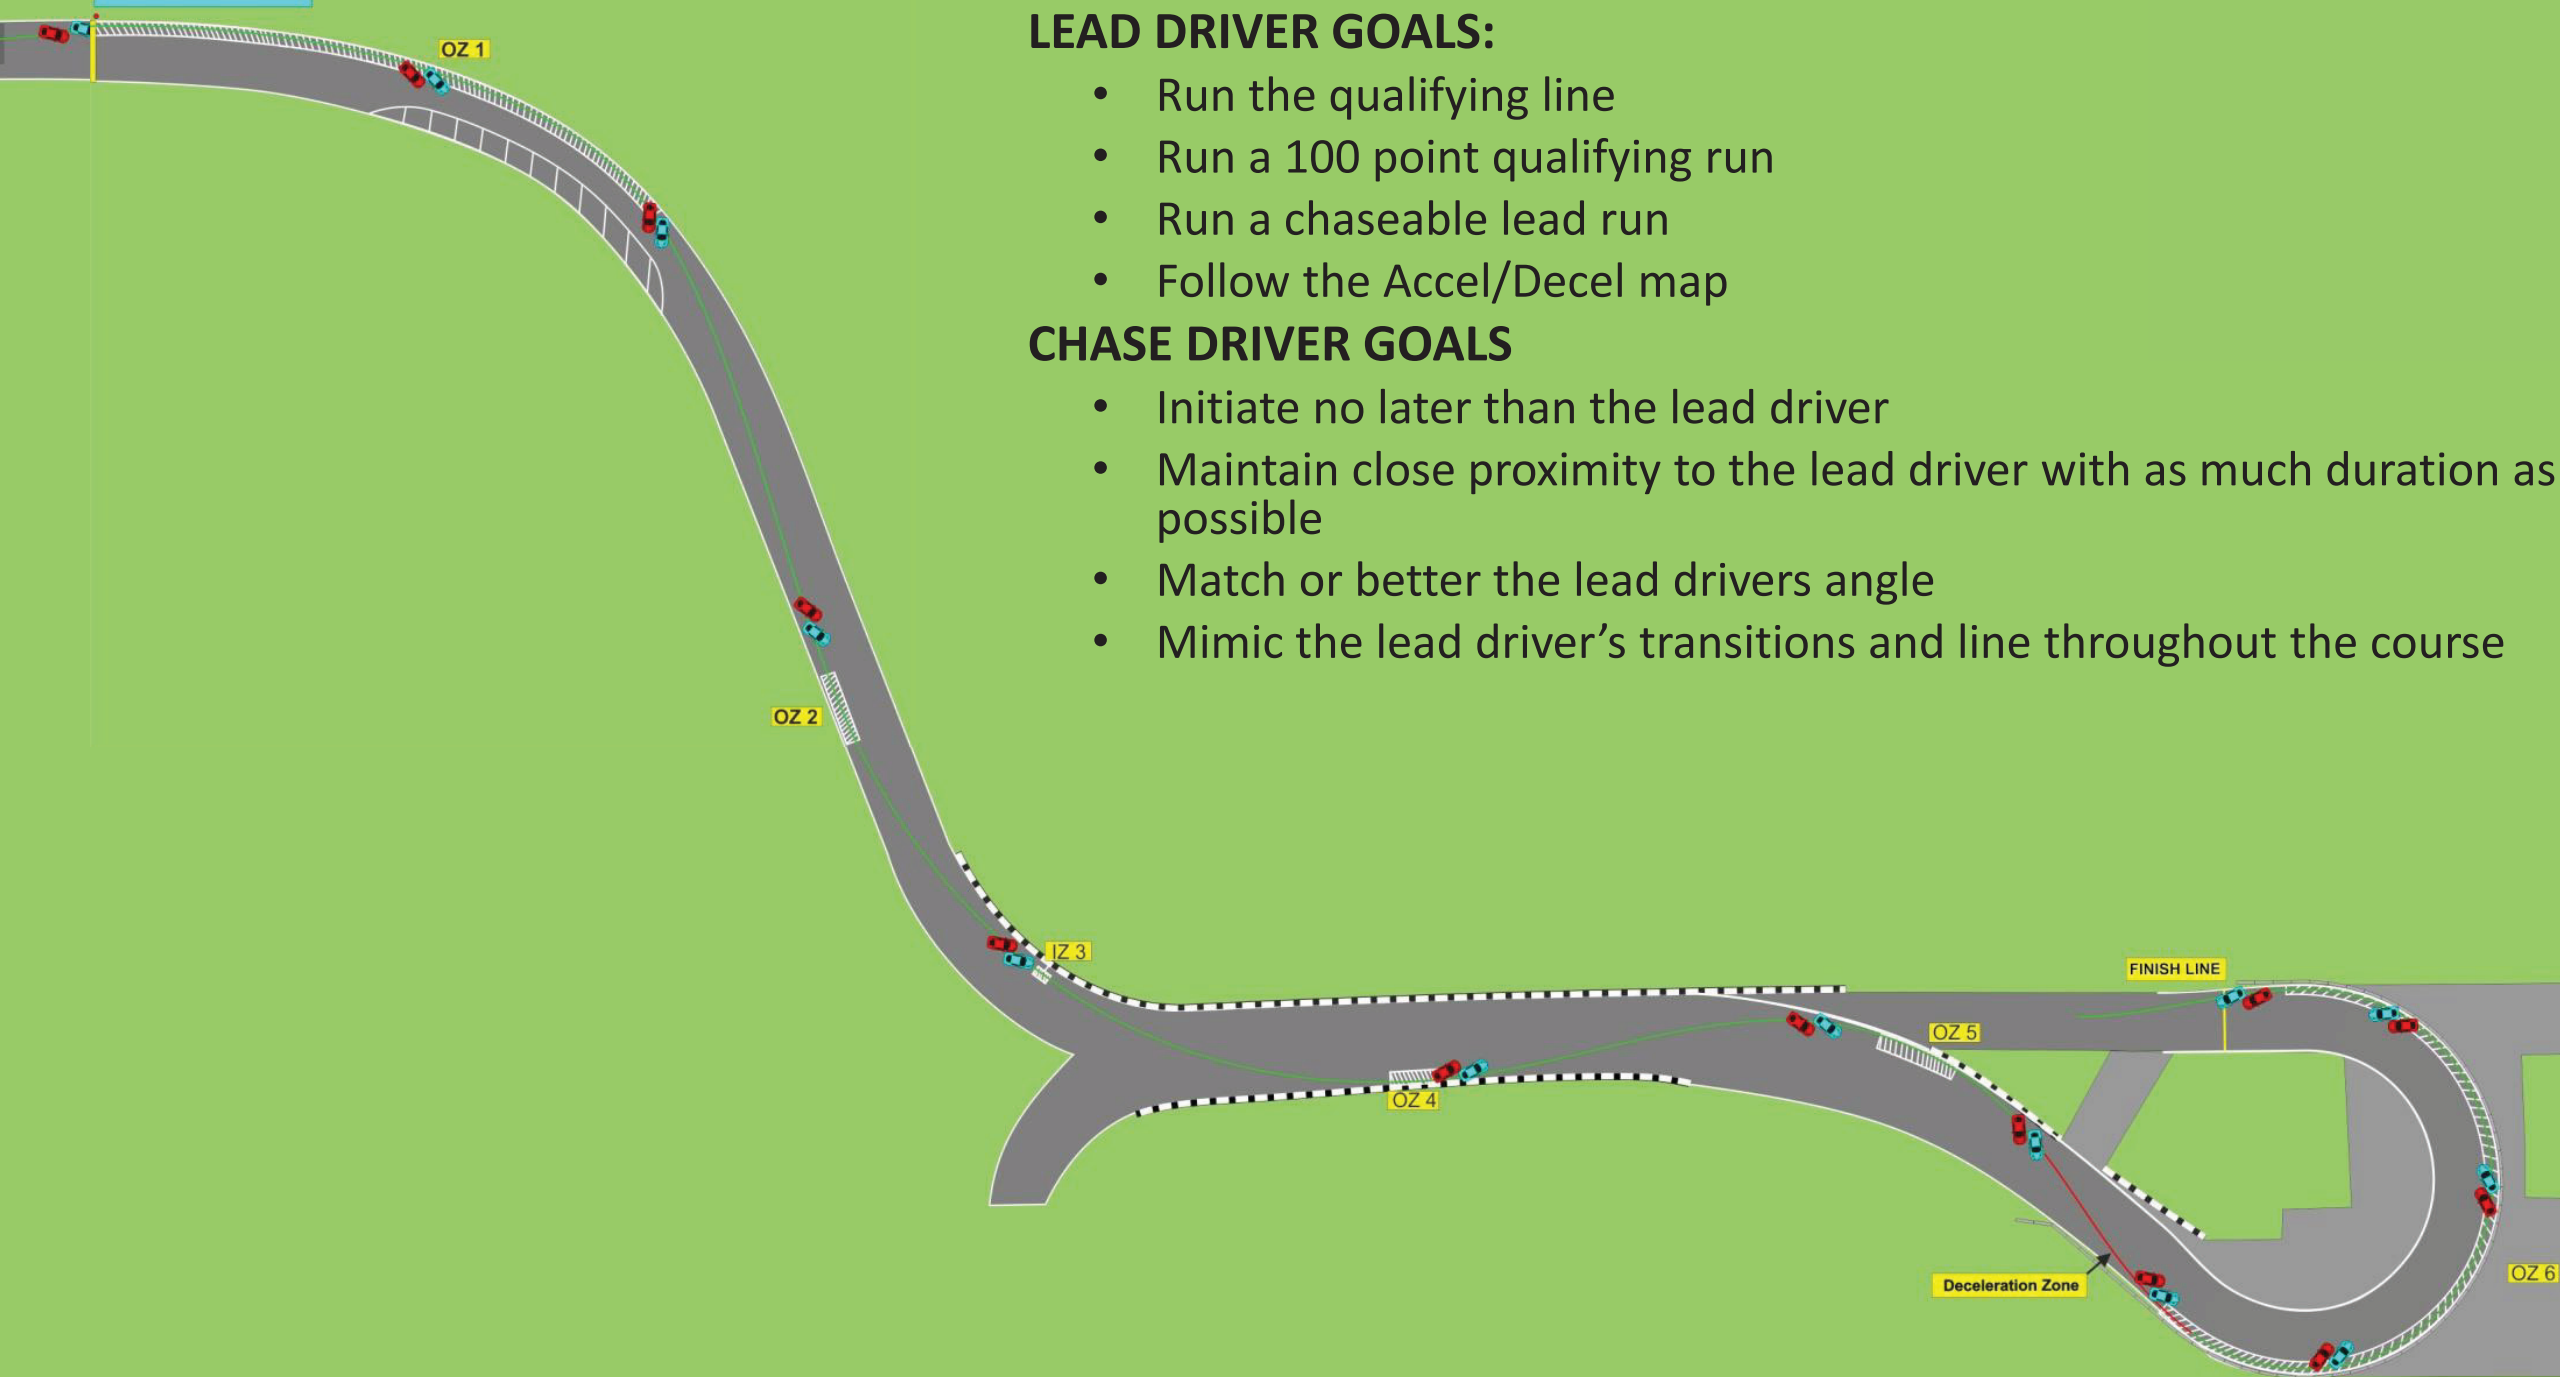 LEAD DRIVER GOALS:
• Run the qualifying line
• Run a 100 point qualifying run
• Run a chaseable lead run
• Follow the Accel/Decel map
CHASE DRIVER GOALS
• Initiate no later than the lead driver
• Maintain close proximity to the lead driver with as much duration as
possible
• Match or better the lead drivers angle
• Mimic the lead driver’s transitions and line throughout the course
OZ 1
OZ 2
IZ 3
OZ 4
OZ 5
FINISH LINE
OZ 6
Deceleration Zone